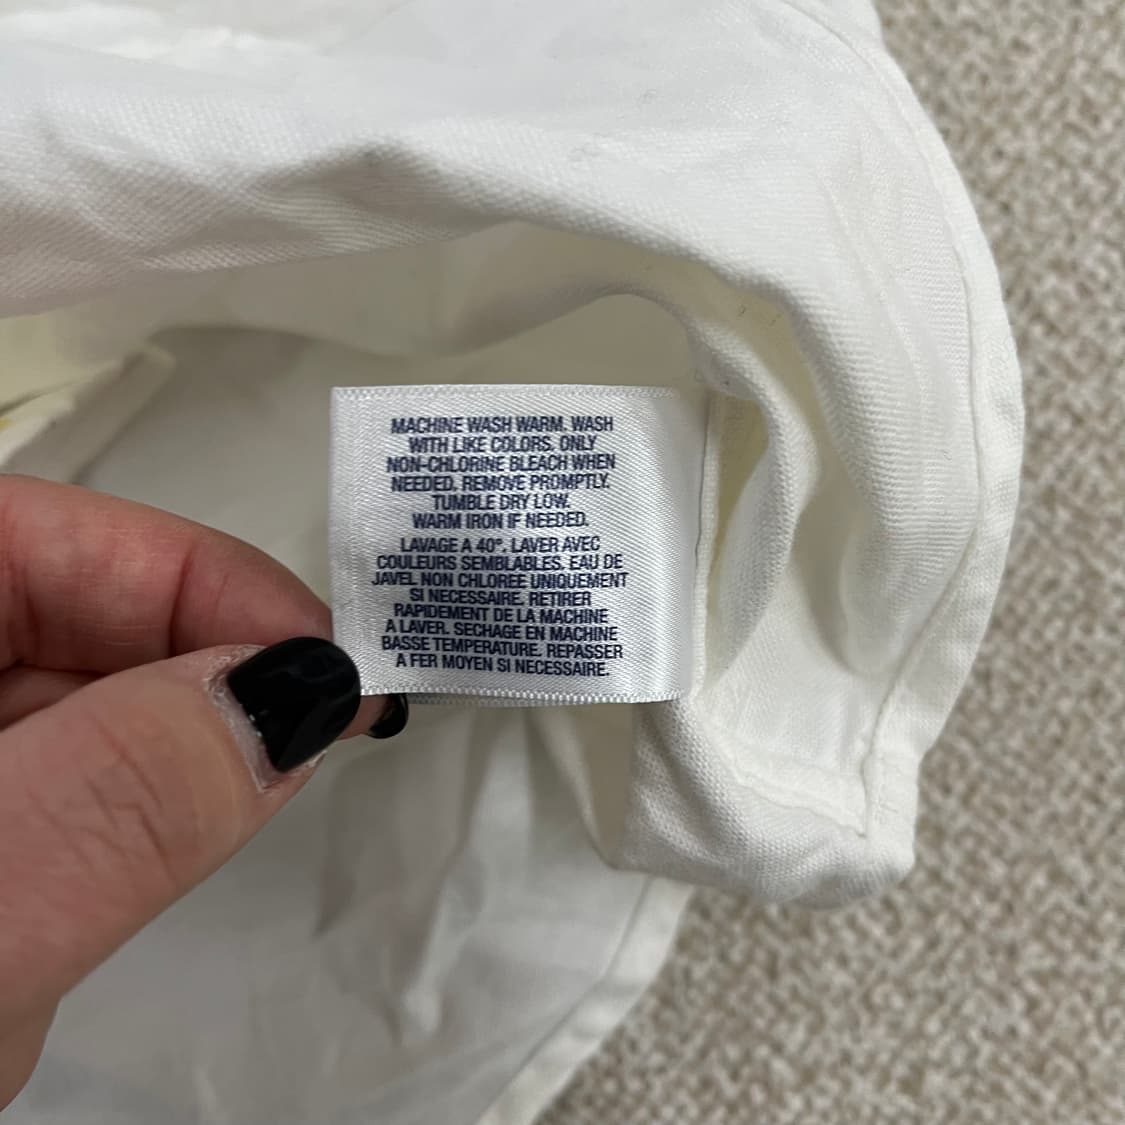 MACHINE WASH WARM. WASH
WITH LIKE COLORS. ONLY
NON-CHLORINE BLEACH WHEN
NEEDED. REMOVE PROMPTLY.
TUMBLE DRY LOW.
WARM IRON IF NEEDED.
LAVAGE A 40°. LAVER AVEC
COULEURS SEMBLABLES. EAU DE
JAVEL NON CHLOREE UNIQUEMENT
SI NECESSAIRE. RETIRER
RAPIDEMENT DE LA MACHINE
A LAVER. SECHAGE EN MACHINE
BASSE TEMPERATURE. REPASSER
A FER MOYEN SI NECESSAIRE.